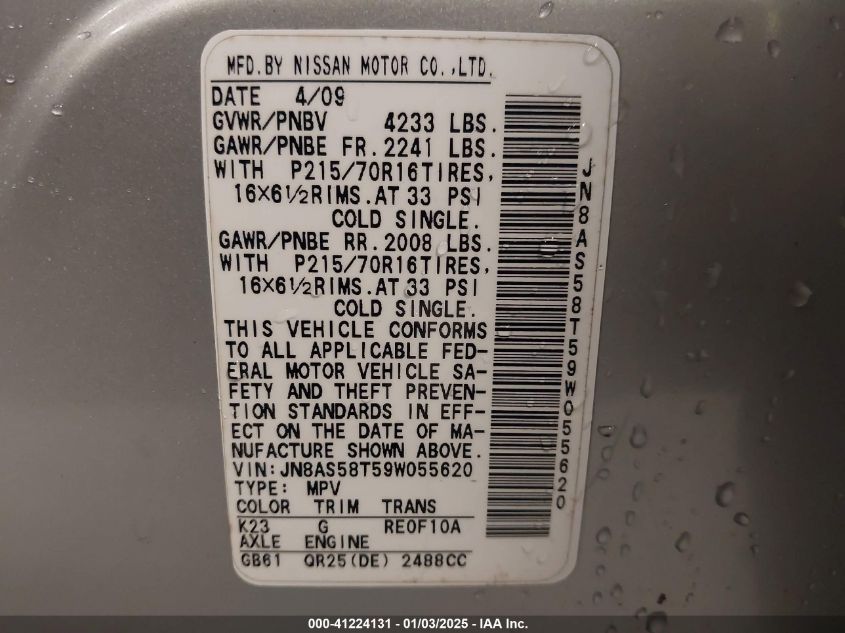 MFD.BY NISSAN MOTOR CO.,LTD.
DATE 4/09
GVWR/PNBV 4233 LBS.
GAWR/PNBE FR.2241 LBS.
WITH P215/70R16TIRES,
16X6½RIMS.AT 33 PSI
COLD SINGLE.
GAWR/PNBE RR.2008 LBS.
WITH P215/70R16TIRES,
16X6½RIMS.AT 33 PSI
COLD SINGLE.
THIS VEHICLE CONFORMS
TO ALL APPLICABLE FED-
ERAL MOTOR VEHICLE SA-
FETY AND THEFT PREVEN-
TION STANDARDS IN EFF-
ECT ON THE DATE OF MA-
NUFACTURE SHOWN ABOVE.
VIN: JN8AS58T59W055620
TYPE: MPV
COLOR TRIM TRANS
K23 G RE0F10A
AXLE ENGINE
GB61 QR25(DE) 2488CC
JN8AS58T59W055620
000-41224131 - 01/03/2025 - IAA Inc.